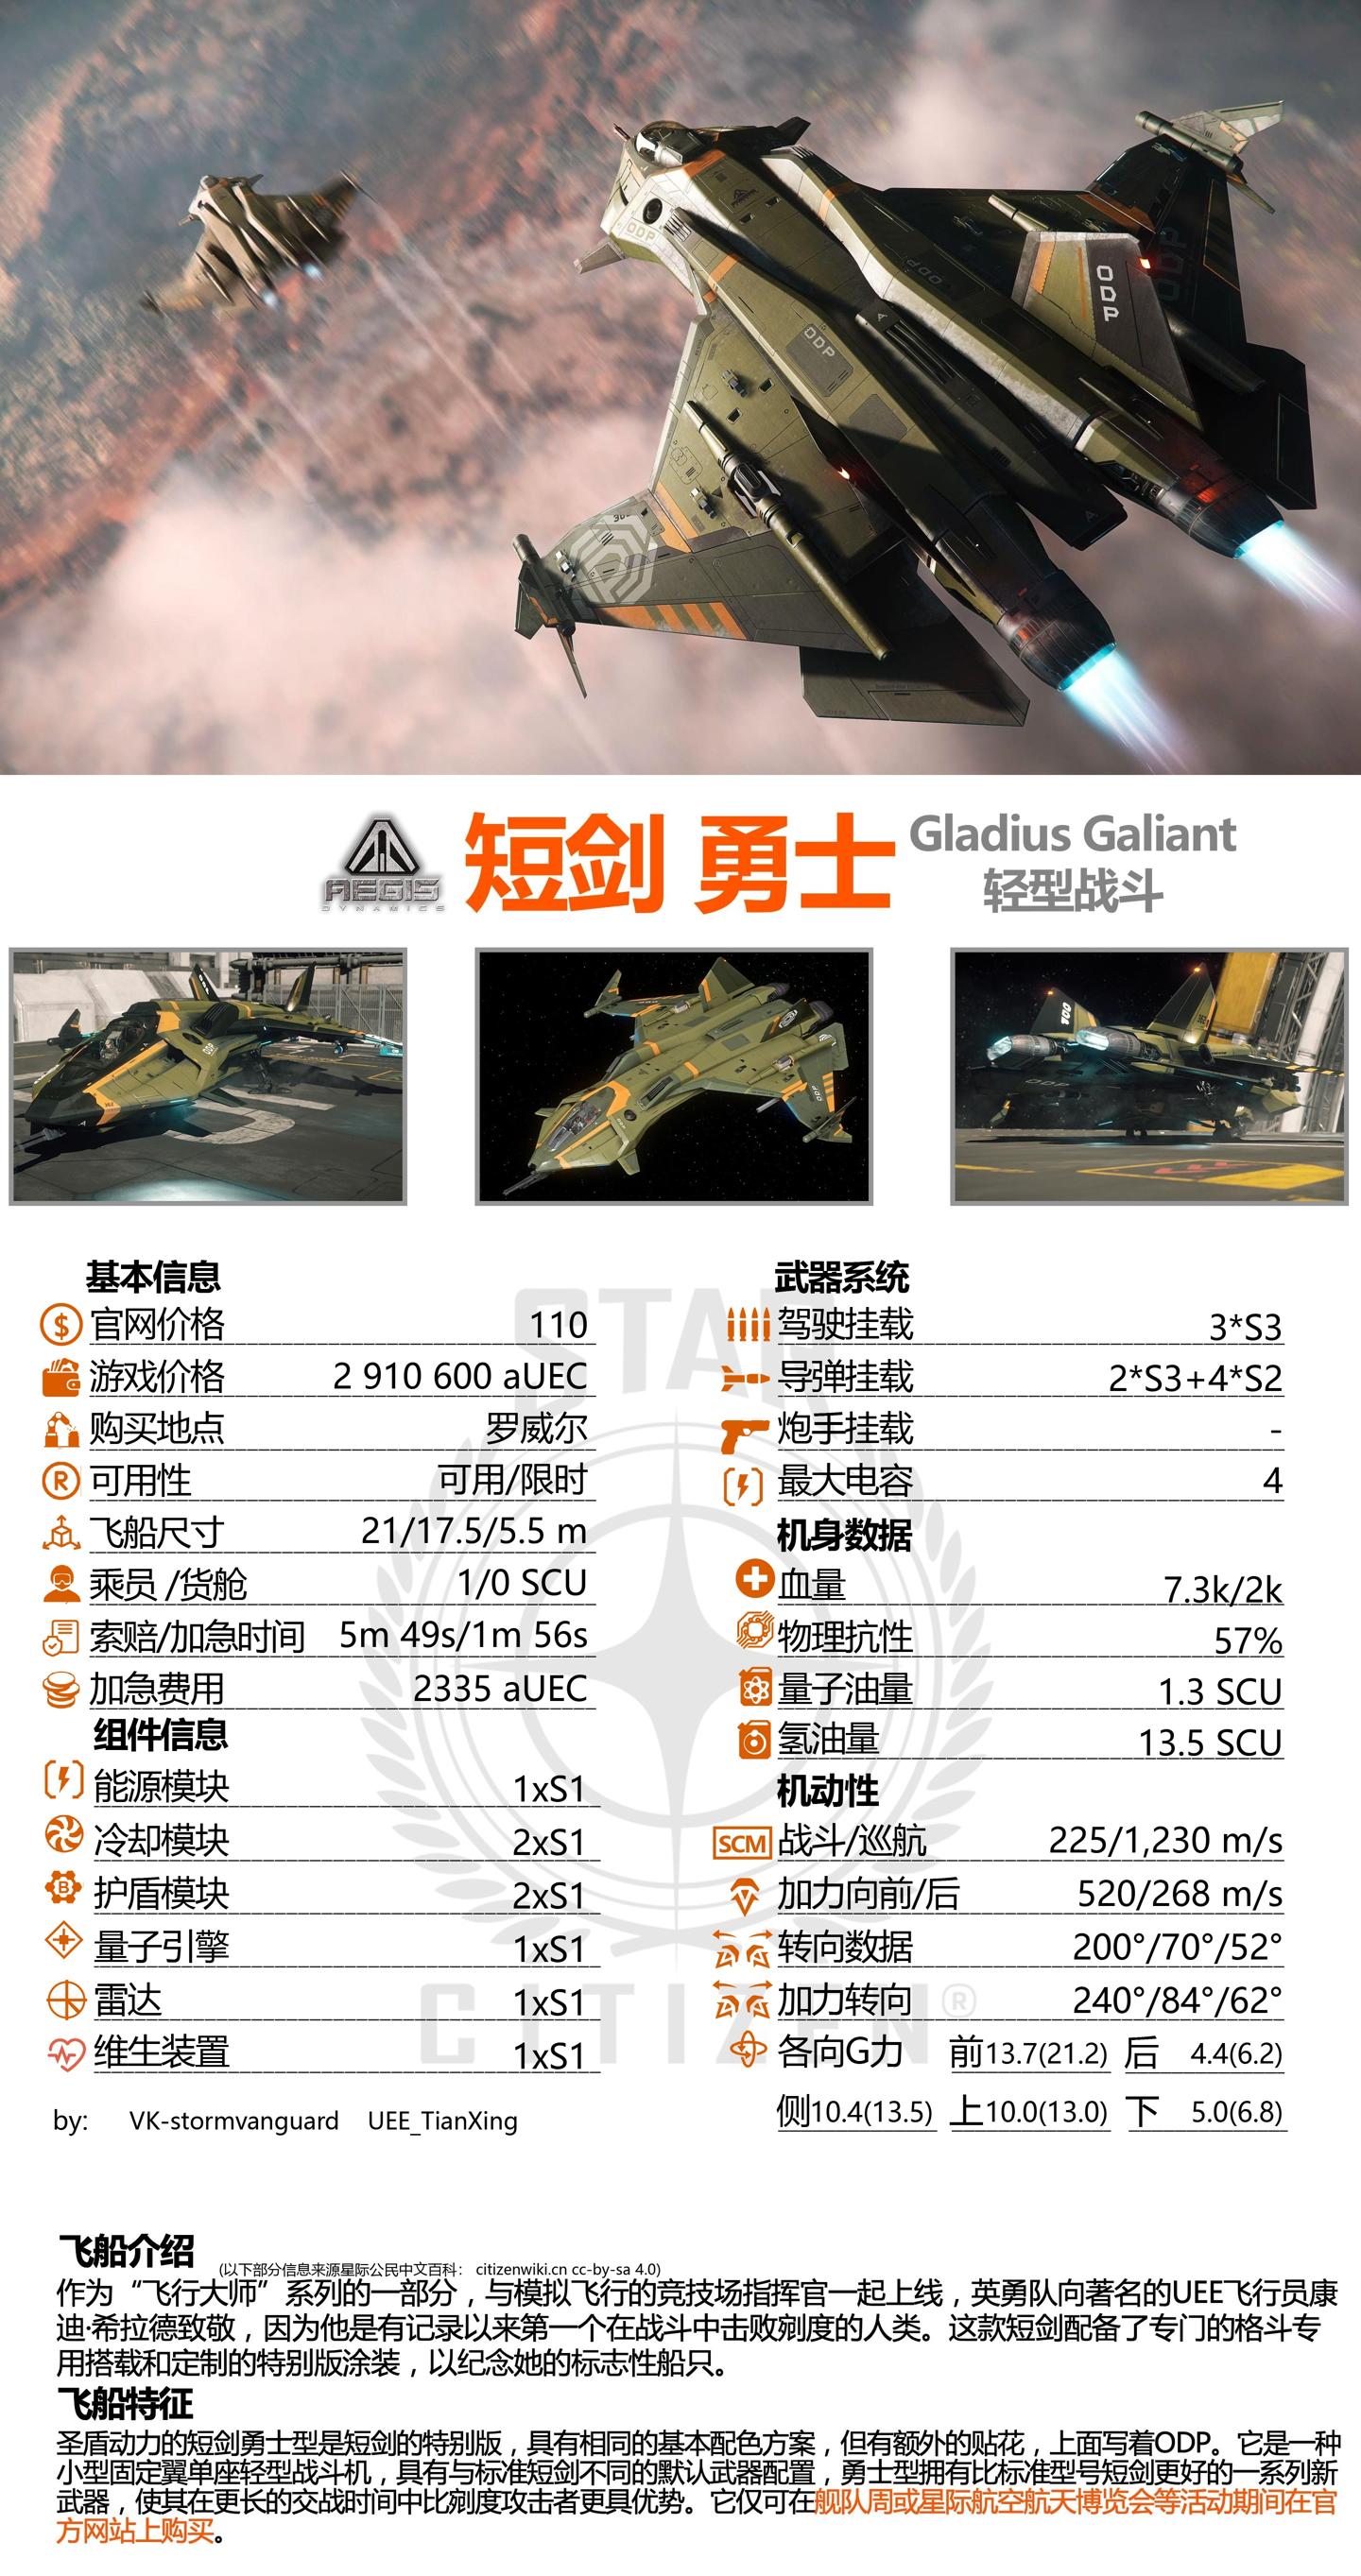 ODP
ODP
ODP
ODP
ODP
AEGIS
DYNAMICS
短剑 勇士
Gladius Galiant
轻型战斗
基本信息
官网价格 110
游戏价格 2 910 600 aUEC
购买地点 罗威尔
可用性 可用/限时
飞船尺寸 21/17.5/5.5 m
乘员 /货舱 1/0 SCU
索赔/加急时间 5m 49s/1m 56s
加急费用 2335 aUEC
组件信息
能源模块 1xS1
冷却模块 2xS1
护盾模块 2xS1
量子引擎 1xS1
雷达 1xS1
维生装置 1xS1
by: VK-stormvanguard UEE_TianXing
武器系统
驾驶挂载 3*S3
导弹挂载 2*S3+4*S2
炮手挂载 -
最大电容 4
机身数据
血量 7.3k/2k
物理抗性 57%
量子油量 1.3 SCU
氢油量 13.5 SCU
机动性
SCM 战斗/巡航 225/1,230 m/s
加力向前/后 520/268 m/s
转向数据 200°/70°/52°
加力转向 240°/84°/62°
各向G力 前13.7(21.2) 后 4.4(6.2)
侧10.4(13.5) 上10.0(13.0) 下 5.0(6.8)
STAR
CITIZEN®
飞船介绍 (以下部分信息来源星际公民中文百科： citizenwiki.cn cc-by-sa 4.0)
作为“飞行大师”系列的一部分，与模拟飞行的竞技场指挥官一起上线，英勇队向著名的UEE飞行员康
迪·希拉德致敬，因为他是有记录以来第一个在战斗中击败剜度的人类。这款短剑配备了专门的格斗专
用搭载和定制的特别版涂装，以纪念她的标志性船只。
飞船特征
圣盾动力的短剑勇士型是短剑的特别版，具有相同的基本配色方案，但有额外的贴花，上面写着ODP。它是一种
小型固定翼单座轻型战斗机，具有与标准短剑不同的默认武器配置，勇士型拥有比标准型号短剑更好的一系列新
武器，使其在更长的交战时间中比剜度攻击者更具优势。它仅可在舰队周或星际航空航天博览会等活动期间在官
方网站上购买。